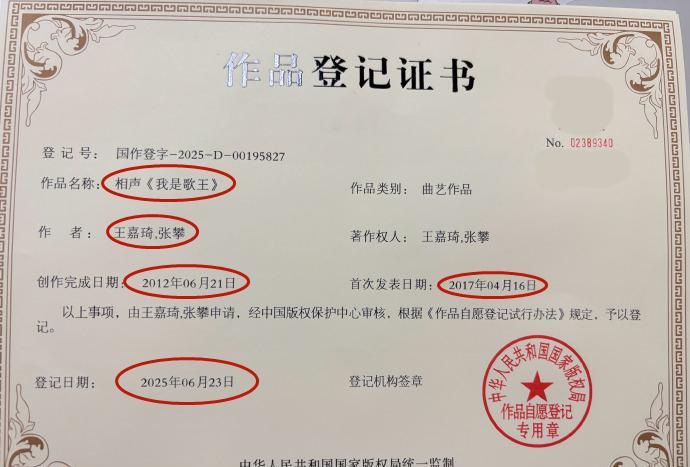 作品登记证书
No. 02389340
登 记 号： 国作登字-2025-D-00195827
作品名称：相声《我是歌王》
作品类别： 曲艺作品
作 者： 王嘉琦,张攀
著作权人： 王嘉琦,张攀
创作完成日期：2012年06月21日
首次发表日期：2017年04月16日
以上事项，由王嘉琦,张攀申请，经中国版权保护中心审核，根据《作品自愿登记试行办法》规定，予以登
记。
登记日期： 2025年06月23日
登记机构签章
中华人民共和国国家版权局
作品自愿登记
专用章
中华人民共和国国家版权局统一监制